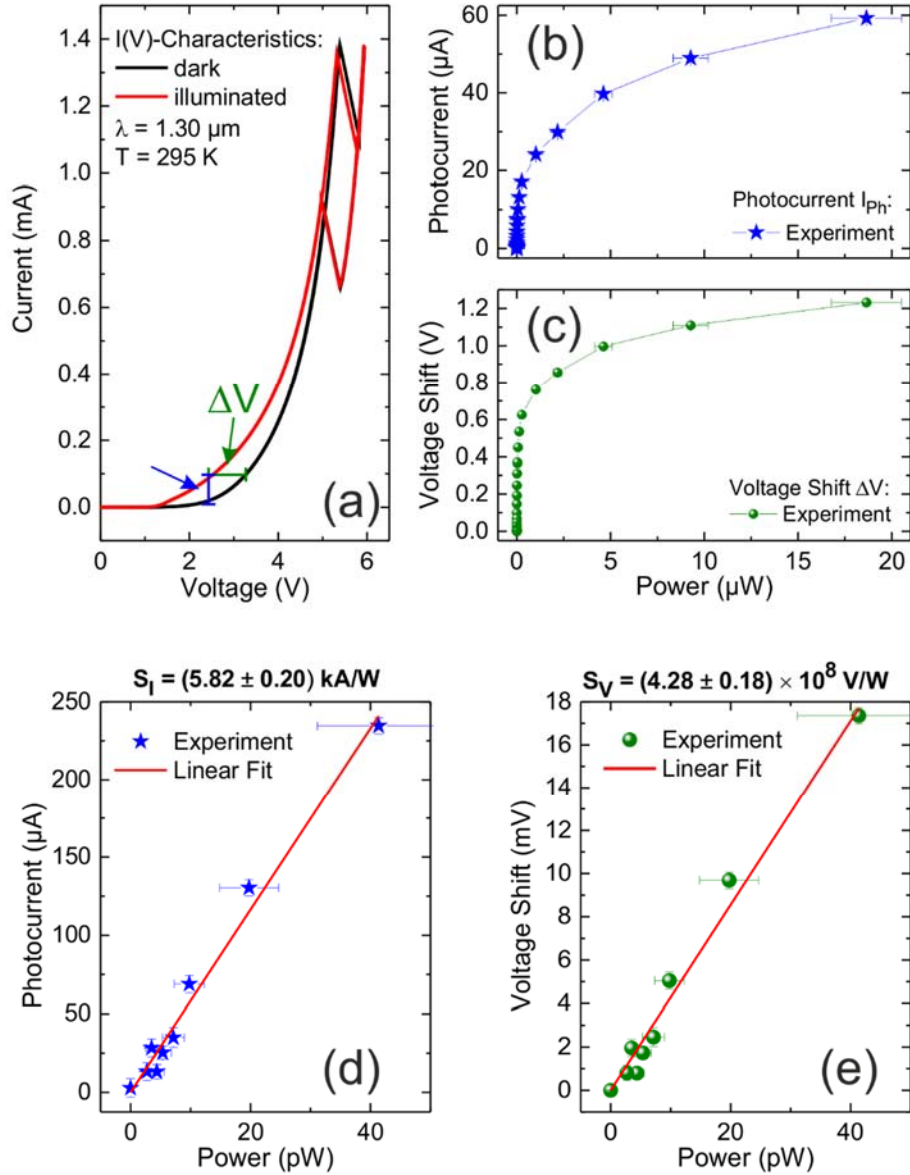 I(V)-Characteristics:
dark
illuminated
λ = 1.30 µm
T = 295 K
ΔV
(a)
Current (mA)
1.4
1.2
1.0
0.8
0.6
0.4
0.2
0.0
0 2 4 6
Voltage (V)
(b)
Photocurrent (µA)
60
40
20
0
Photocurrent I_Ph:
Experiment
(c)
Voltage Shift (V)
1.2
1.0
0.8
0.6
0.4
0.2
0.0
Voltage Shift ΔV:
Experiment
0 5 10 15 20
Power (µW)
S_I = (5.82 ± 0.20) kA/W
Experiment
Linear Fit
(d)
Photocurrent (µA)
250
200
150
100
50
0
0 20 40
Power (pW)
S_V = (4.28 ± 0.18) × 10^8 V/W
Experiment
Linear Fit
(e)
Voltage Shift (mV)
18
16
14
12
10
8
6
4
2
0
0 20 40
Power (pW)